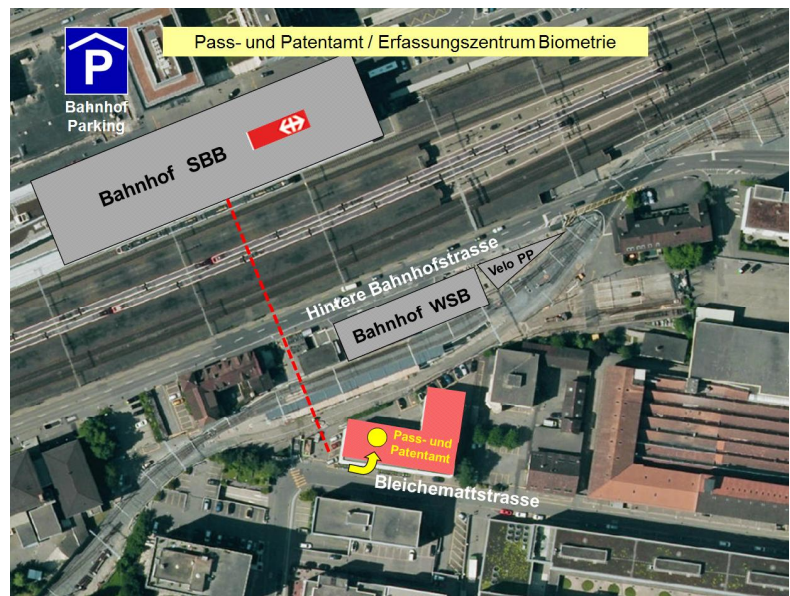 Pass- und Patentamt / Erfassungszentrum Biometrie
P
Bahnhof
Parking
Bahnhof SBB
Hintere Bahnhofstrasse
Velo PP
Bahnhof WSB
Pass- und
Patentamt
Bleichemattstrasse